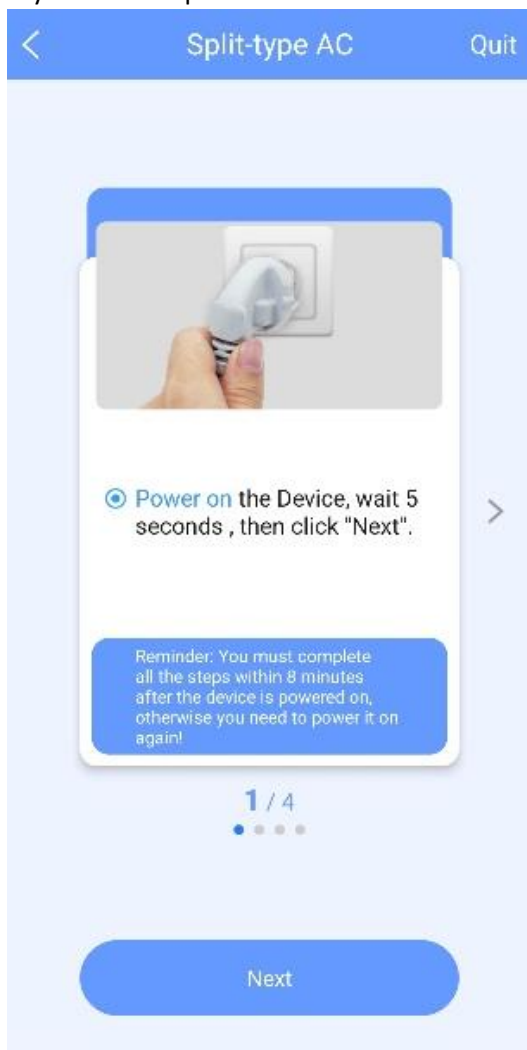 Split-type AC
Quit
Power on the Device, wait 5
seconds , then click "Next".
Reminder: You must complete
all the steps within 8 minutes
after the device is powered on,
otherwise you need to power it on
again!
1 / 4
Next